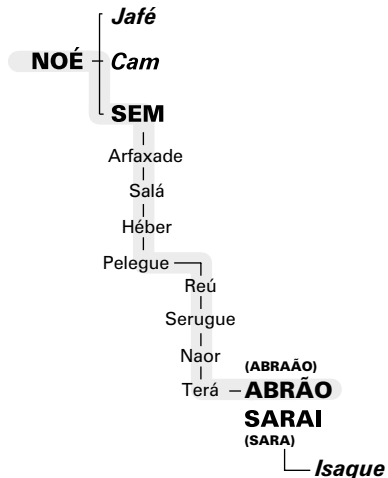 Jafé
NOÉ Cam
SEM
Arfaxade
Salá
Héber
Pelegue
Reú
Serugue
Naor
(ABRAÃO)
Terá ABRÃO
SARAI
(SARA)
Isaque